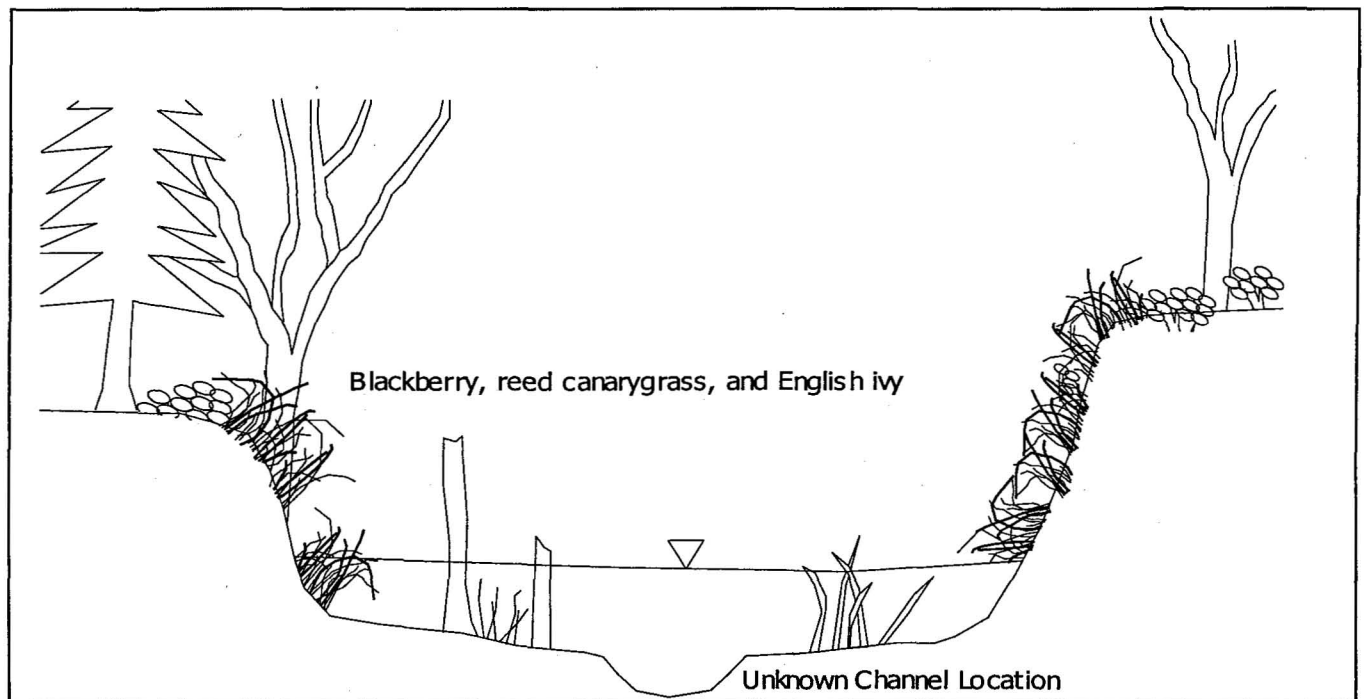 Blackberry, reed canarygrass, and English ivy
Unknown Channel Location